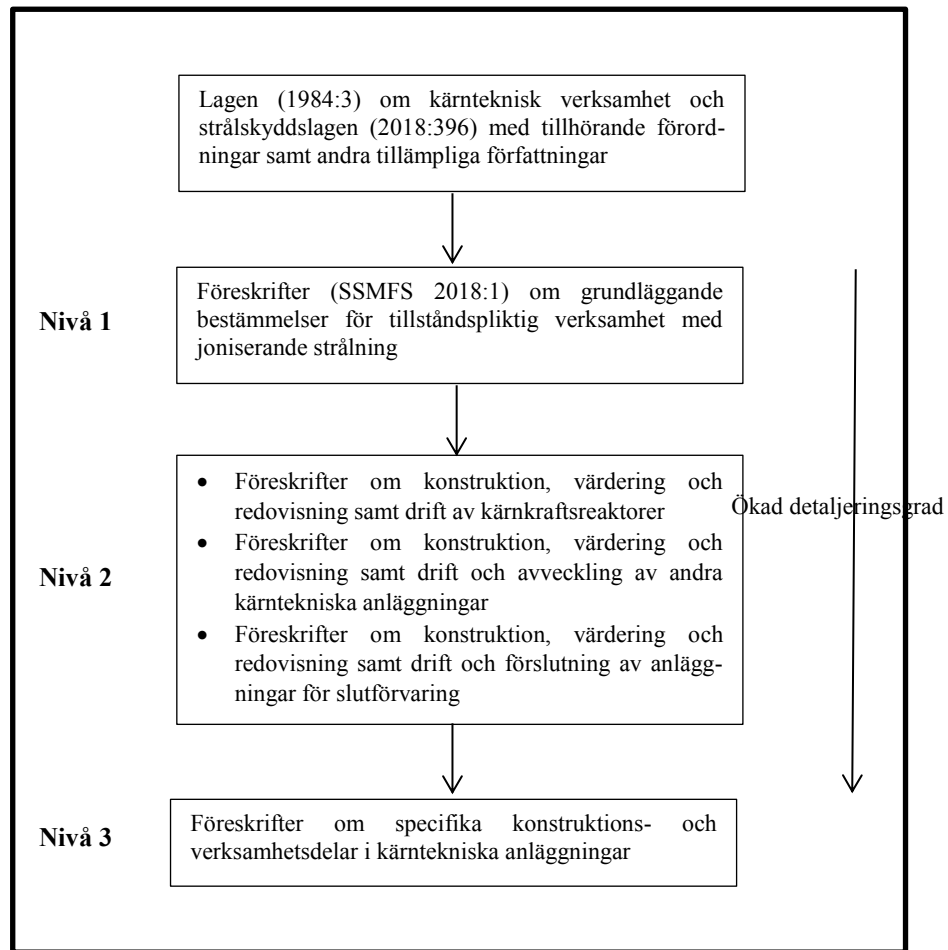 Lagen (1984:3) om kärnteknisk verksamhet och
strålskyddslagen (2018:396) med tillhörande förord-
ningar samt andra tillämpliga författningar
Nivå 1
Föreskrifter (SSMFS 2018:1) om grundläggande
bestämmelser för tillståndspliktig verksamhet med
joniserande strålning
Nivå 2
• Föreskrifter om konstruktion, värdering och
redovisning samt drift av kärnkraftsreaktorer
• Föreskrifter om konstruktion, värdering och
redovisning samt drift och avveckling av andra
kärntekniska anläggningar
• Föreskrifter om konstruktion, värdering och
redovisning samt drift och förslutning av anlägg-
ningar för slutförvaring
Ökad detaljeringsgrad
Nivå 3
Föreskrifter om specifika konstruktions- och
verksamhetsdelar i kärntekniska anläggningar